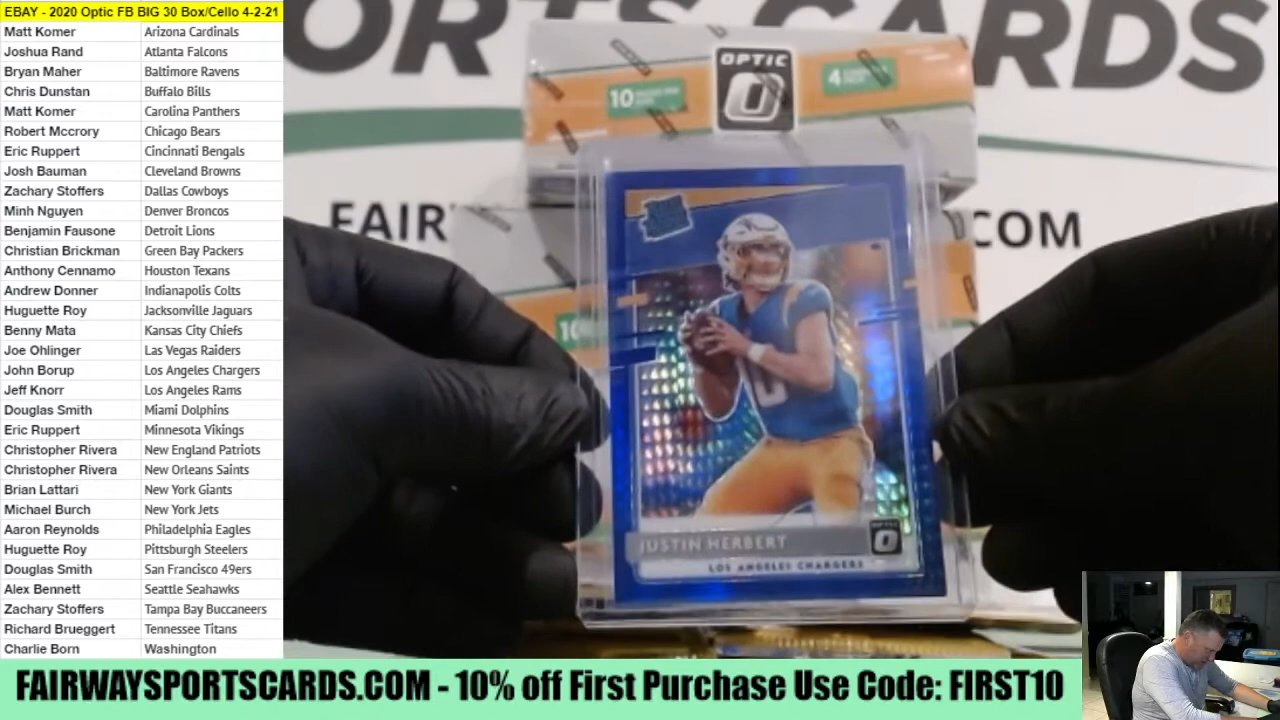 EBAY - 2020 Optic FB BIG 30 Box/Cello 4-2-21
Matt Komer Arizona Cardinals
Joshua Rand Atlanta Falcons
Bryan Maher Baltimore Ravens
Chris Dunstan Buffalo Bills
Matt Komer Carolina Panthers
Robert Mccrory Chicago Bears
Eric Ruppert Cincinnati Bengals
Josh Bauman Cleveland Browns
Zachary Stoffers Dallas Cowboys
Minh Nguyen Denver Broncos
Benjamin Fausone Detroit Lions
Christian Brickman Green Bay Packers
Anthony Cennamo Houston Texans
Andrew Donner Indianapolis Colts
Huguette Roy Jacksonville Jaguars
Benny Mata Kansas City Chiefs
Joe Ohlinger Las Vegas Raiders
John Borup Los Angeles Chargers
Jeff Knorr Los Angeles Rams
Douglas Smith Miami Dolphins
Eric Ruppert Minnesota Vikings
Christopher Rivera New England Patriots
Christopher Rivera New Orleans Saints
Brian Lattari New York Giants
Michael Burch New York Jets
Aaron Reynolds Philadelphia Eagles
Huguette Roy Pittsburgh Steelers
Douglas Smith San Francisco 49ers
Alex Bennett Seattle Seahawks
Zachary Stoffers Tampa Bay Buccaneers
Richard Brueggert Tennessee Titans
Charlie Born Washington
ORTS CARDS
OPTIC
10
4
FAIR
COM
10
10
OPTIC
JUSTIN HERBERT
LOS ANGELES CHARGERS
FAIRWAYSPORTSCARDS.COM - 10% off First Purchase Use Code: FIRST10